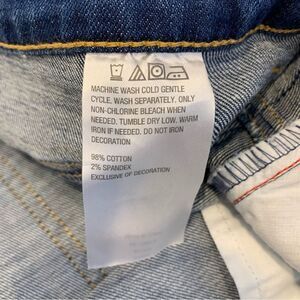 MACHINE WASH COLD GENTLE
CYCLE. WASH SEPARATELY. ONLY
NON-CHLORINE BLEACH WHEN
NEEDED. TUMBLE DRY LOW. WARM
IRON IF NEEDED. DO NOT IRON
DECORATION
98% COTTON
2% SPANDEX
EXCLUSIVE OF DECORATION